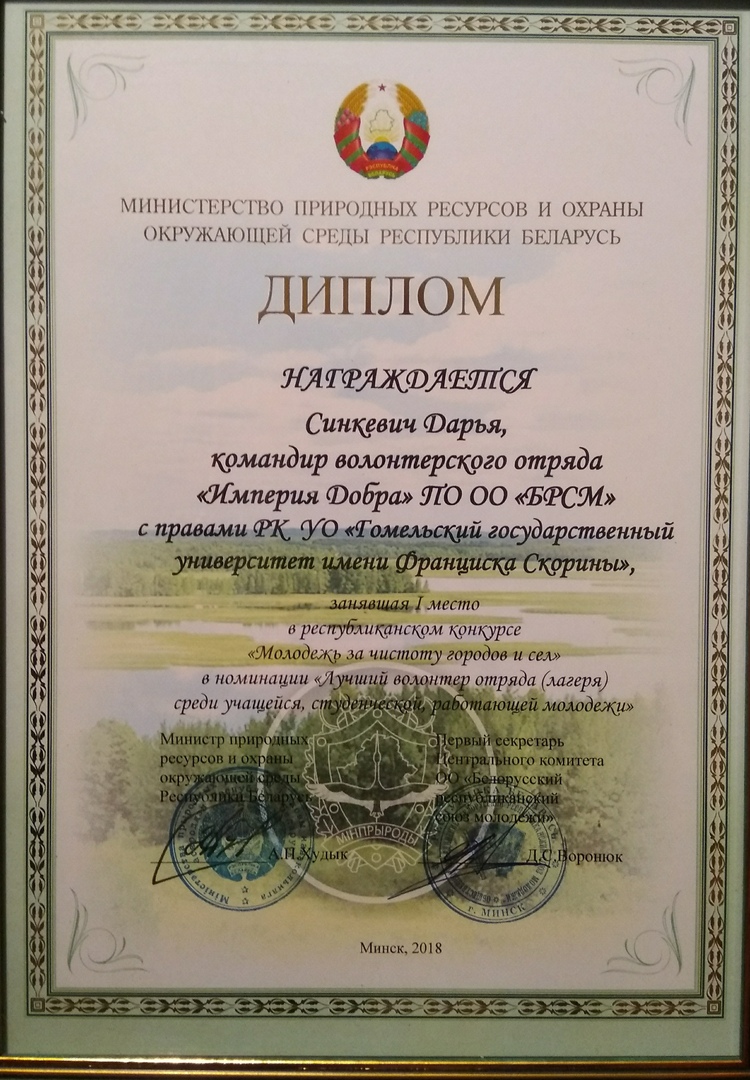 МИНИСТЕРСТВО ПРИРОДНЫХ РЕСУРСОВ И ОХРАНЫ
ОКРУЖАЮЩЕЙ СРЕДЫ РЕСПУБЛИКИ БЕЛАРУСЬ
ДИПЛОМ
НАГРАЖДАЕТСЯ
Синкевич Дарья,
командир волонтерского отряда
«Империя Добра» ПО ОО «БРСМ»
с правами РК УО «Гомельский государственный
университет имени Франциска Скорины»,
занявшая I место
в республиканском конкурсе
«Молодежь за чистоту городов и сел»
в номинации «Лучший волонтер отряда (лагеря)
среди учащейся, студенческой, работающей молодежи»
Министр природных
ресурсов и охраны
окружающей среды
Республики Беларусь
А.П.Худык
Первый секретарь
Центрального комитета
ОО «Белорусский
республиканский
союз молодежи»
Д.С.Воронюк
МІНПРЫРОДЫ
г. МИНСК
Минск, 2018